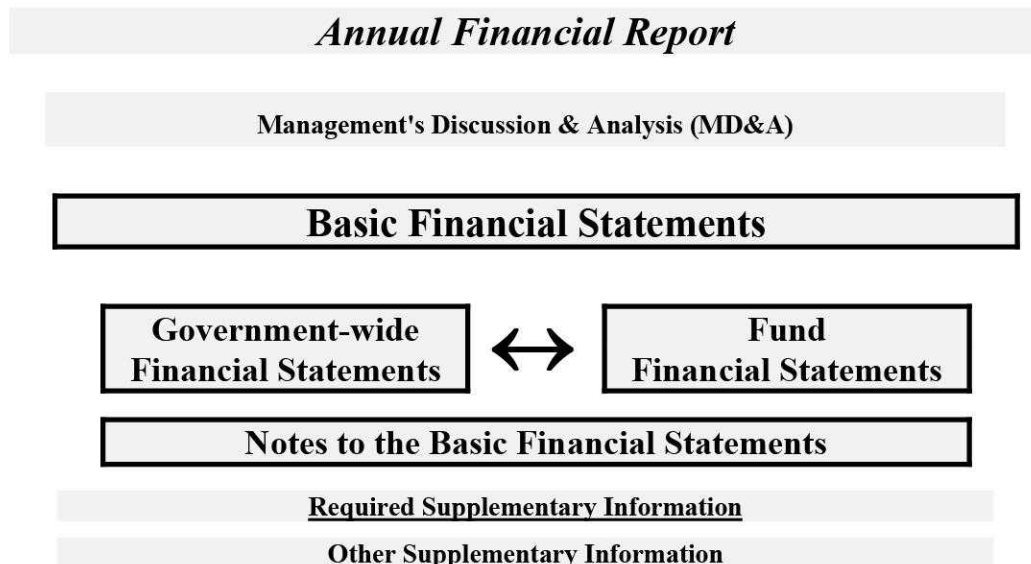 Annual Financial Report
Management's Discussion & Analysis (MD&A)
Basic Financial Statements
Government-wide
Financial Statements
Fund
Financial Statements
Notes to the Basic Financial Statements
Required Supplementary Information
Other Supplementary Information